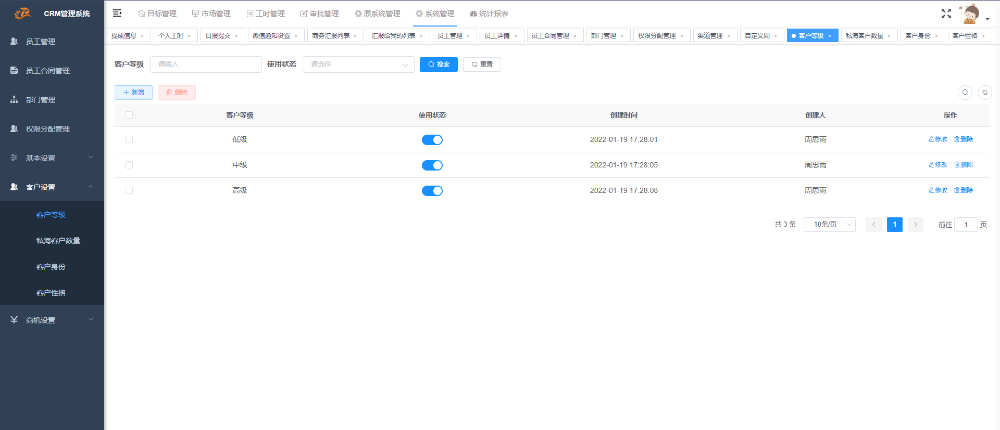 CRM管理系统
目标管理 市场管理 工时管理 审批管理 原系统管理 系统管理 统计报表
提成信息 × 个人工时 × 日报提交 × 微信通知设置 × 商务汇报列表 × 汇报给我的列表 × 员工管理 × 员工详情 × 员工合同管理 × 部门管理 × 权限分配管理 × 渠道管理 × 自定义周 × 客户等级 × 私海客户数量 × 客户身份 × 客户性格 ×
员工管理
员工合同管理
部门管理
权限分配管理
基本设置
客户设置
客户等级
私海客户数量
客户身份
客户性格
商机设置
客户等级 请输入 使用状态 请选择 搜索 重置
新增 删除
客户等级 使用状态 创建时间 创建人 操作
低级 2022-01-19 17:28:01 周思雨 修改 删除
中级 2022-01-19 17:28:05 周思雨 修改 删除
高级 2022-01-19 17:28:08 周思雨 修改 删除
共 3 条 10条/页 1 前往 1 页